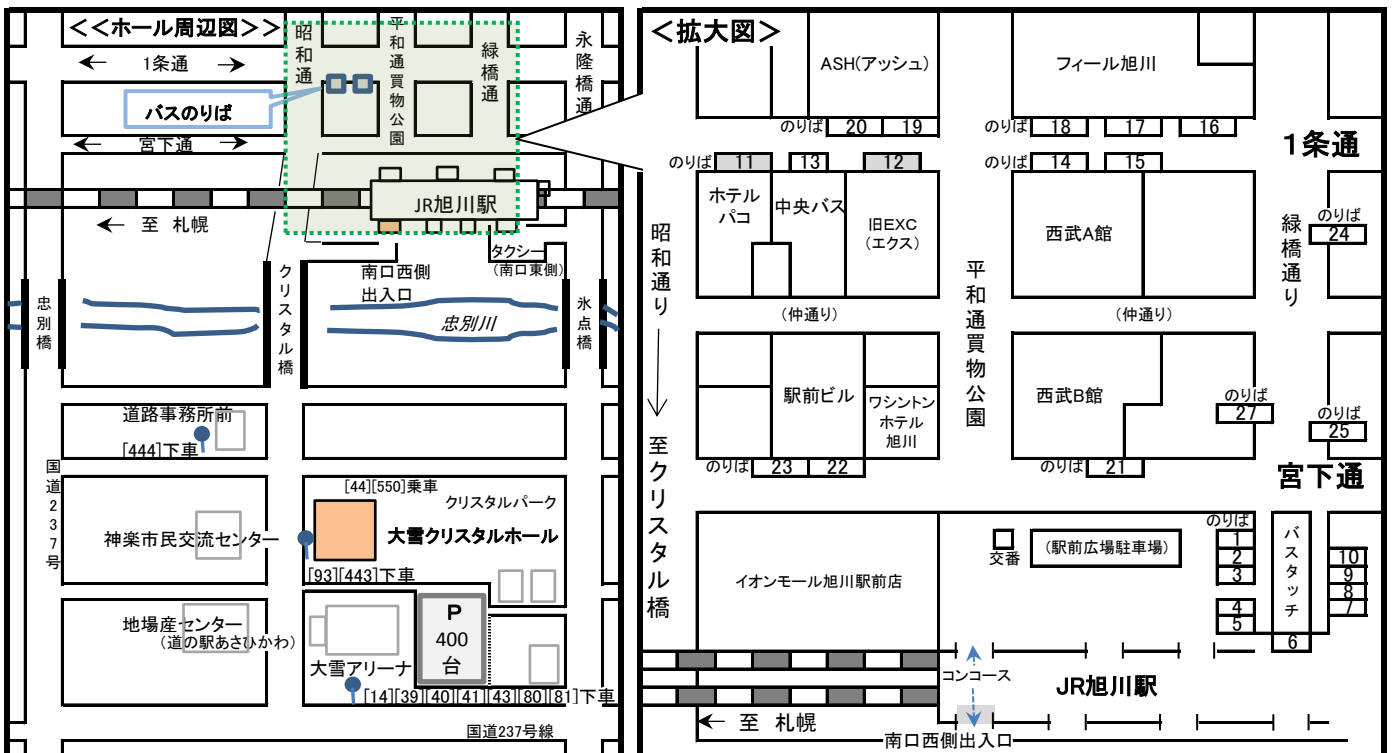 <<ホール周辺図>>
昭和通
平和通買物公園
緑橋通
永隆橋通
← 1条通 →
バスのりば
← 宮下通 →
JR旭川駅
← 至 札幌
タクシー
(南口東側)
南口西側
出入口
忠別橋
クリスタル橋
忠別川
氷点橋
道路事務所前
[444]下車
国道237号
[44][550]乗車
クリスタルパーク
神楽市民交流センター
大雪クリスタルホール
[93][443]下車
地場産センター
(道の駅あさひかわ)
P
400
台
大雪アリーナ
[14][39][40][41][43][80][81]下車
国道237号線
<拡大図>
ASH(アッシュ)
フィール旭川
のりば 20 19
のりば 18 17 16
1条通
のりば 11 13 12
のりば 14 15
ホテル
パコ
中央バス
旧EXC
(エクス)
西武A館
昭和通り
平和通買物公園
緑橋通り
のりば
24
(仲通り)
(仲通り)
駅前ビル
ワシントン
ホテル
旭川
西武B館
のりば
27
のりば
25
→ 至クリスタル橋
のりば 23 22
のりば 21
宮下通
イオンモール旭川駅前店
交番
(駅前広場駐車場)
のりば
1
2
3
4
5
バスタッチ
6
10
9
8
7
コンコース
JR旭川駅
← 至 札幌
南口西側出入口